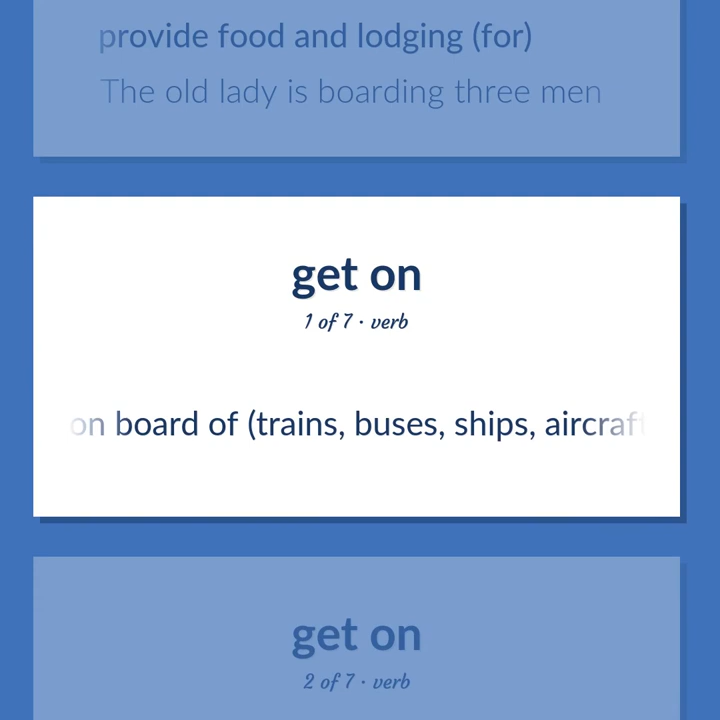 provide food and lodging (for)
The old lady is boarding three men
get on
1 of 7 · verb
on board of (trains, buses, ships, aircraft
get on
2 of 7 · verb